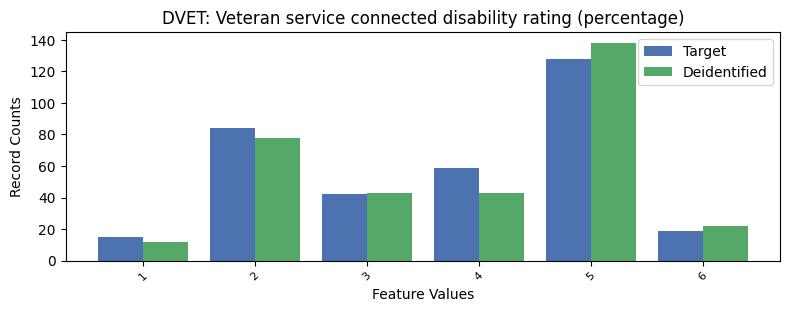 DVET: Veteran service connected disability rating (percentage)
Target
Deidentified
Record Counts
140
120
100
80
60
40
20
0
1 2 3 4 5 6
Feature Values